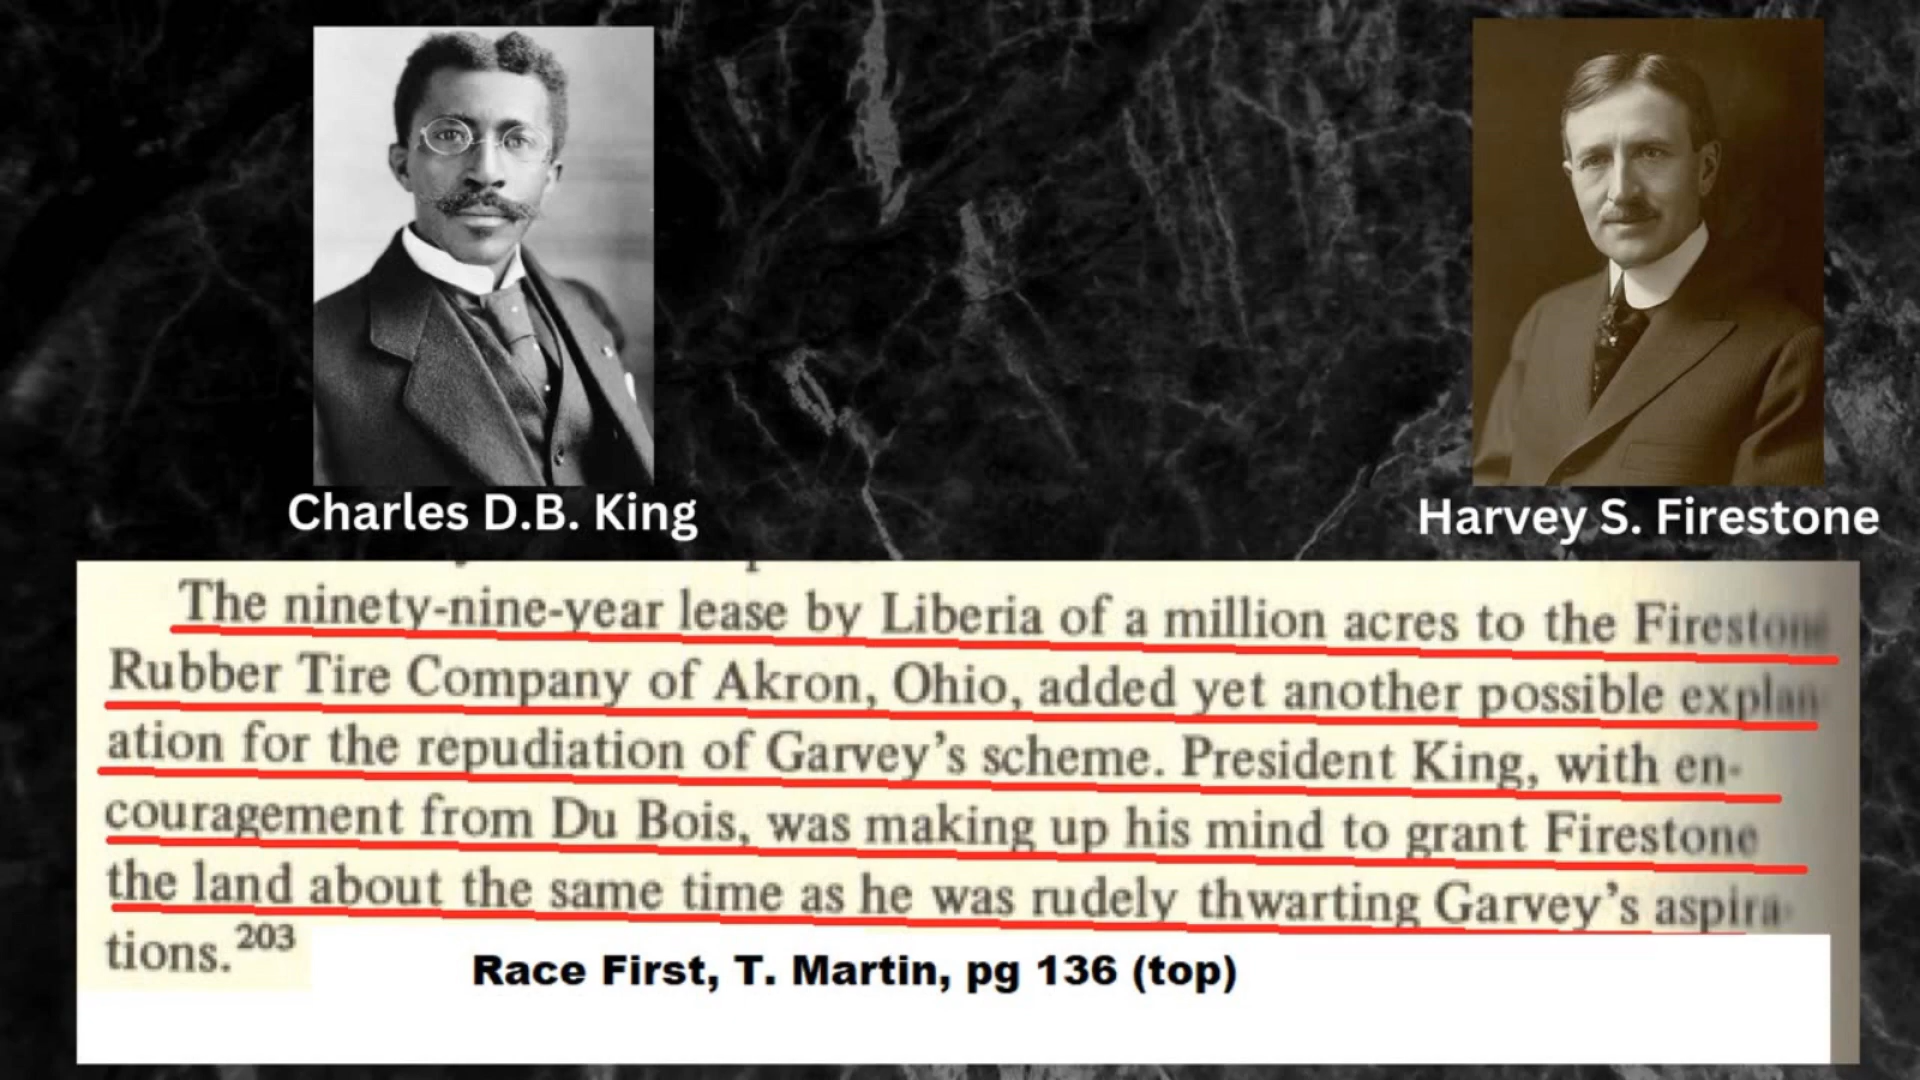 Charles D.B. King
Harvey S. Firestone
The ninety-nine-year lease by Liberia of a million acres to the Firestone
Rubber Tire Company of Akron, Ohio, added yet another possible explan-
ation for the repudiation of Garvey's scheme. President King, with en-
couragement from Du Bois, was making up his mind to grant Firestone
the land about the same time as he was rudely thwarting Garvey's aspira-
tions.203
Race First, T. Martin, pg 136 (top)